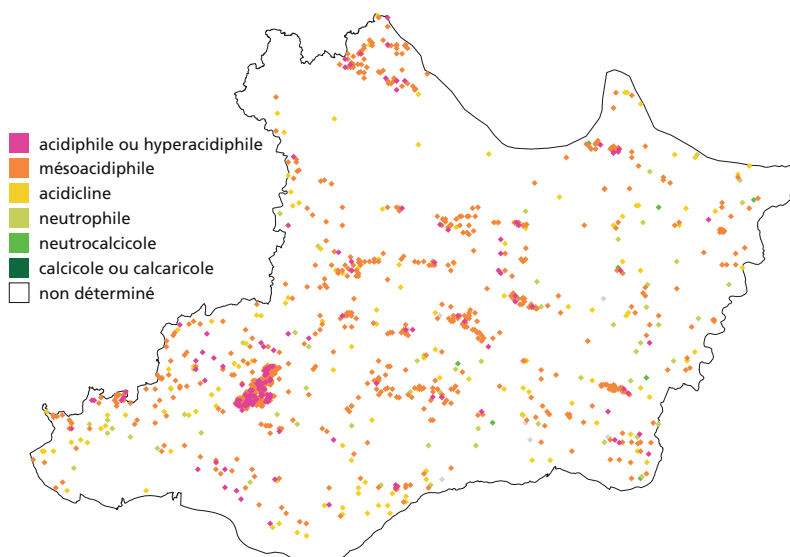 acidiphile ou hyperacidiphile
mésoacidiphile
acidicline
neutrophile
neutrocalcicole
calcicole ou calcaricole
non déterminé